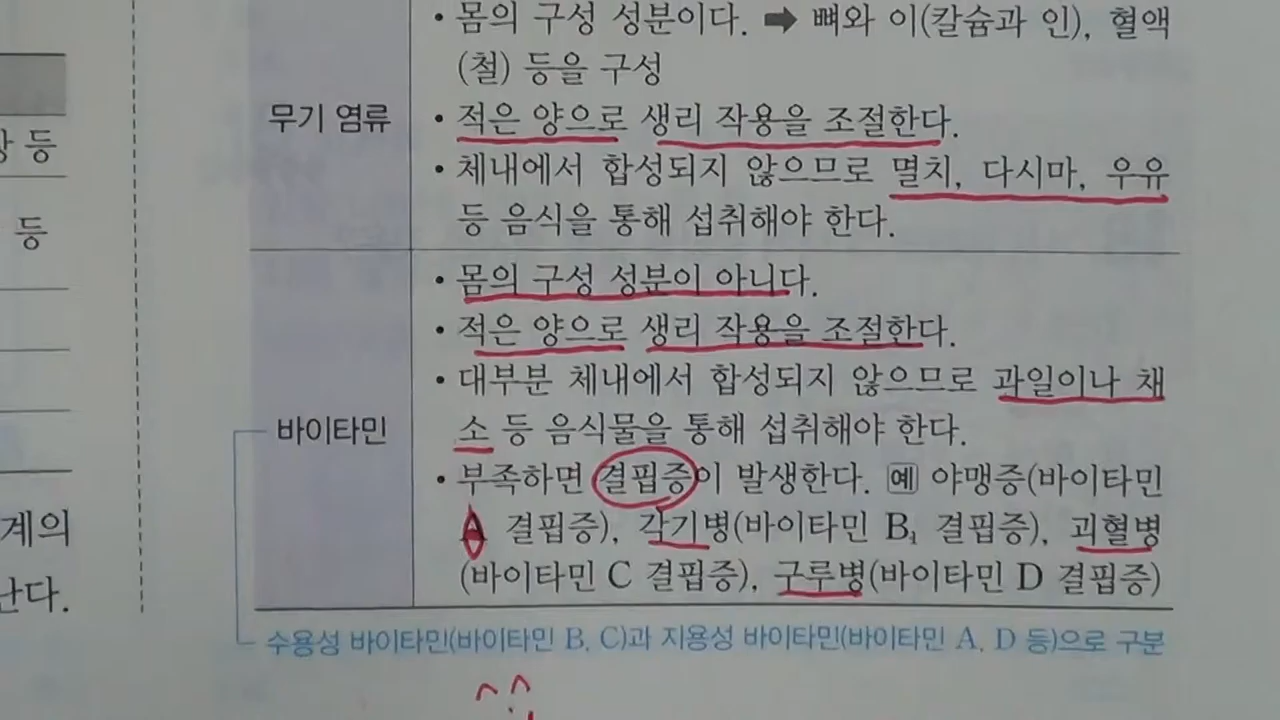 • 몸의 구성 성분이다. ➡ 뼈와 이(칼슘과 인), 혈액
(철) 등을 구성
무기 염류
• 적은 양으로 생리 작용을 조절한다.
• 체내에서 합성되지 않으므로 멸치, 다시마, 우유
등 음식을 통해 섭취해야 한다.
• 몸의 구성 성분이 아니다.
• 적은 양으로 생리 작용을 조절한다.
• 대부분 체내에서 합성되지 않으므로 과일이나 채
바이타민
소 등 음식물을 통해 섭취해야 한다.
• 부족하면 결핍증이 발생한다. 예 야맹증(바이타민
A 결핍증), 각기병(바이타민 B₁ 결핍증), 괴혈병
(바이타민 C 결핍증), 구루병(바이타민 D 결핍증)
수용성 바이타민(바이타민 B, C)과 지용성 바이타민(바이타민 A, D 등)으로 구분
등
등
계의
난다.